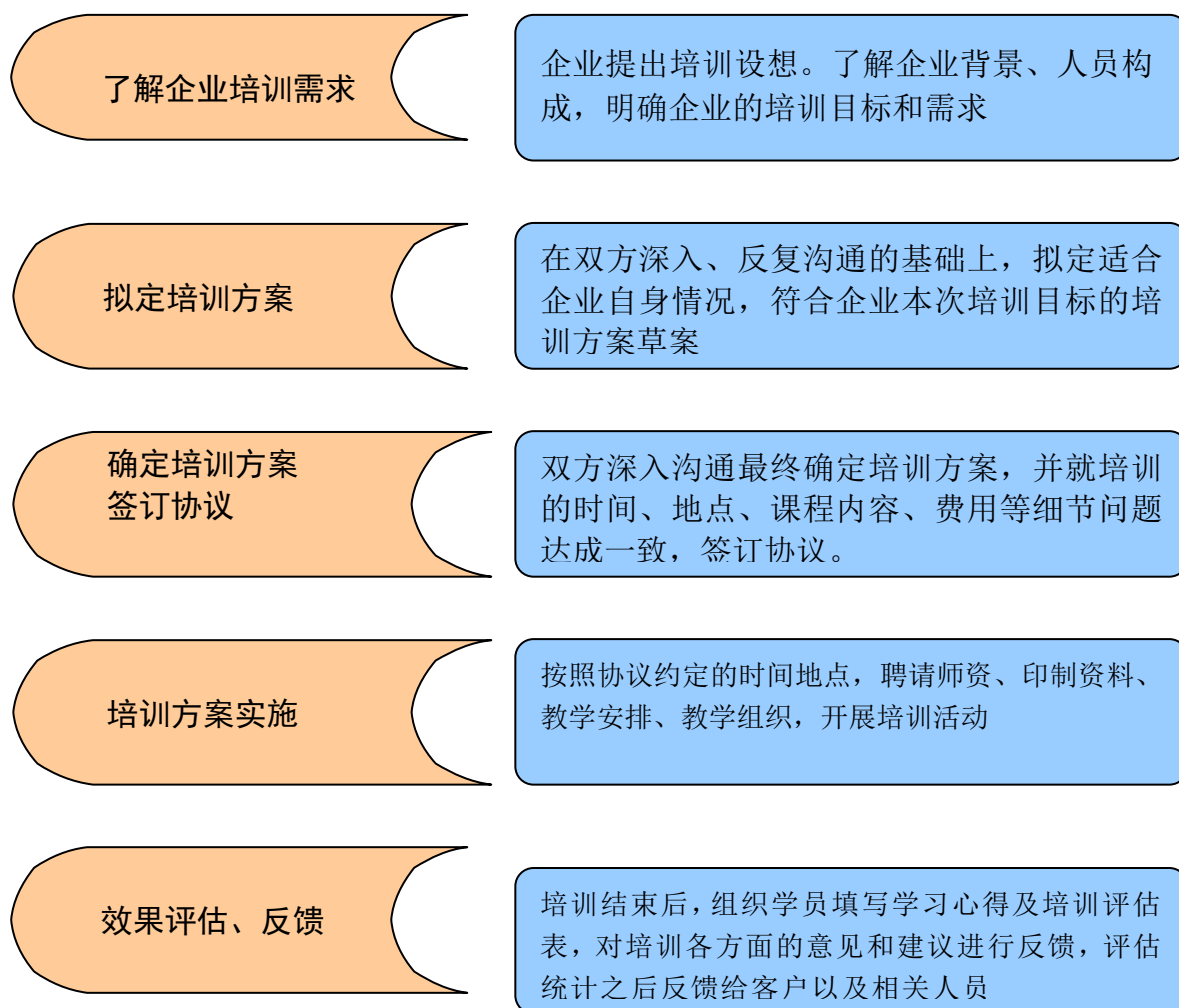 了解企业培训需求
企业提出培训设想。了解企业背景、人员构
成，明确企业的培训目标和需求
拟定培训方案
在双方深入、反复沟通的基础上，拟定适合
企业自身情况，符合企业本次培训目标的培
训方案草案
确定培训方案
签订协议
双方深入沟通最终确定培训方案，并就培训
的时间、地点、课程内容、费用等细节问题
达成一致，签订协议。
培训方案实施
按照协议约定的时间地点，聘请师资、印制资料、
教学安排、教学组织，开展培训活动
效果评估、反馈
培训结束后，组织学员填写学习心得及培训评估
表，对培训各方面的意见和建议进行反馈，评估
统计之后反馈给客户以及相关人员